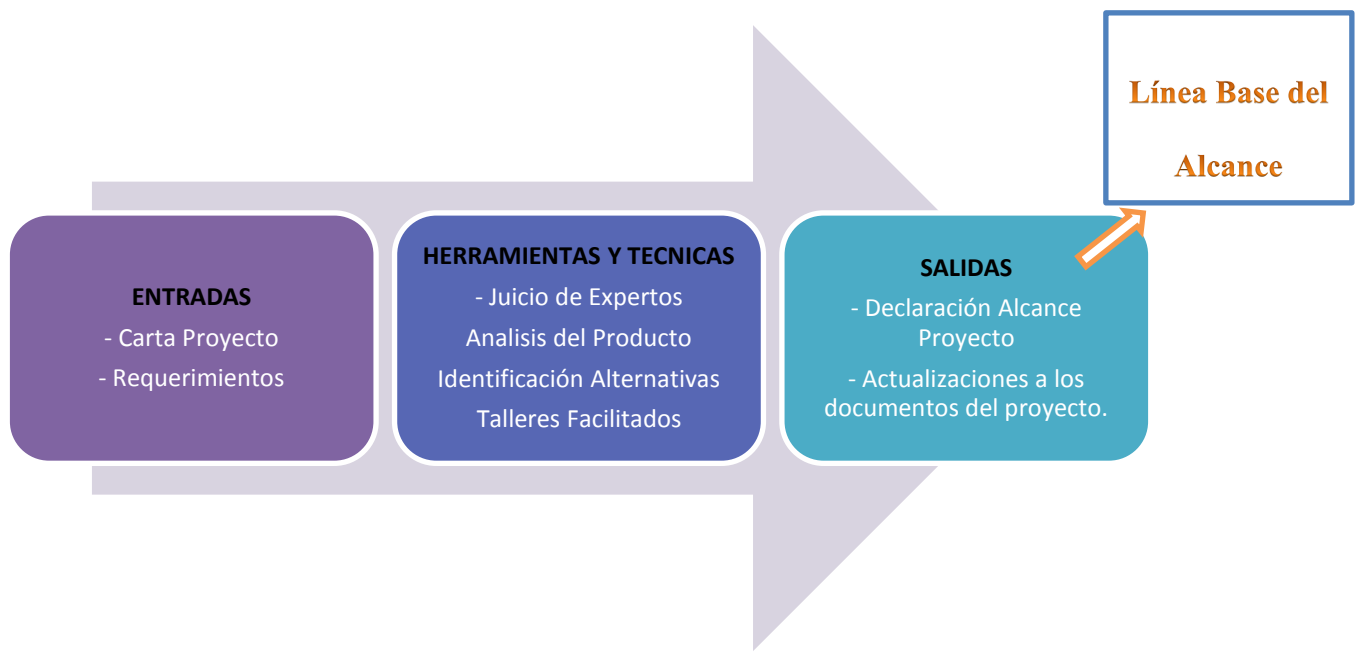 Línea Base del
Alcance
ENTRADAS
- Carta Proyecto
- Requerimientos
HERRAMIENTAS Y TECNICAS
- Juicio de Expertos
Analisis del Producto
Identificación Alternativas
Talleres Facilitados
SALIDAS
- Declaración Alcance
Proyecto
- Actualizaciones a los
documentos del proyecto.